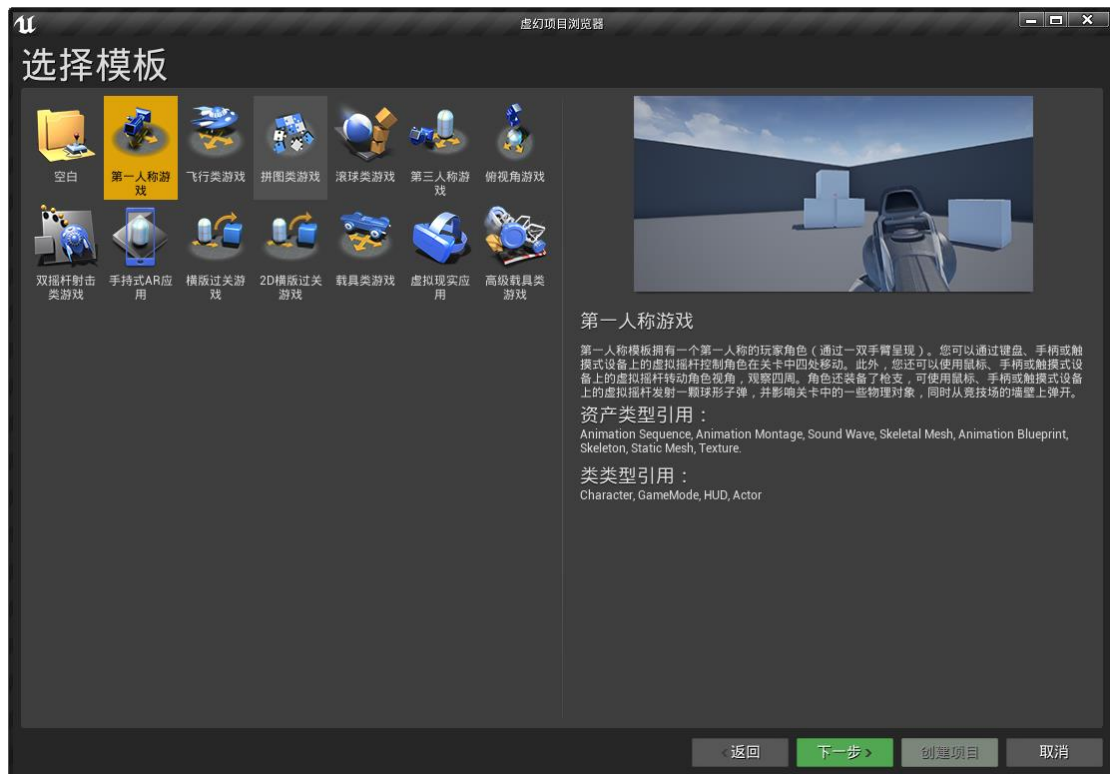 虚幻项目浏览器
选择模板
空白
第一人称游
戏
飞行类游戏
拼图类游戏
滚球类游戏
第三人称游
戏
俯视角游戏
双摇杆射击
类游戏
手持式AR应
用
横版过关游
戏
2D横版过关
游戏
载具类游戏
虚拟现实应
用
高级载具类
游戏
第一人称游戏
第一人称模板拥有一个第一人称的玩家角色（通过一双手臂呈现）。您可以通过键盘、手柄或触
摸式设备上的虚拟摇杆控制角色在关卡中四处移动。此外，您还可以使用鼠标、手柄或触摸式设
备上的虚拟摇杆转动角色视角，观察四周。角色还装备了枪支，可使用鼠标、手柄或触摸式设备
上的虚拟摇杆发射一颗球形子弹，并影响关卡中的一些物理对象，同时从竞技场的墙壁上弹开。
资产类型引用：
Animation Sequence, Animation Montage, Sound Wave, Skeletal Mesh, Animation Blueprint,
Skeleton, Static Mesh, Texture.
类类型引用：
Character, GameMode, HUD, Actor
<返回
下一步>
创建项目
取消